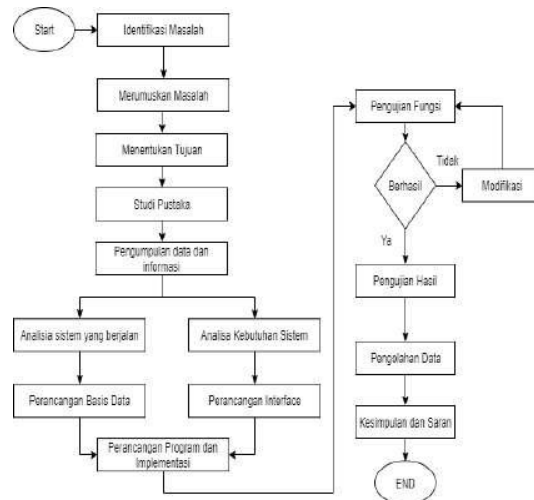 Start
Identifikasi Masalah
Merumuskan Masalah
Menentukan Tujuan
Studi Pustaka
Pengumpulan data dan
informasi
Analisia sistem yang berjalan
Analisa Kebutuhan Sistem
Perancangan Basis Data
Perancangan Interface
Perancangan Program dan
Implementasi
Pengujian Fungsi
Berhasil
Tidak
Modifikasi
Ya
Pengujian Hasil
Pengolahan Data
Kesimpulan dan Saran
END